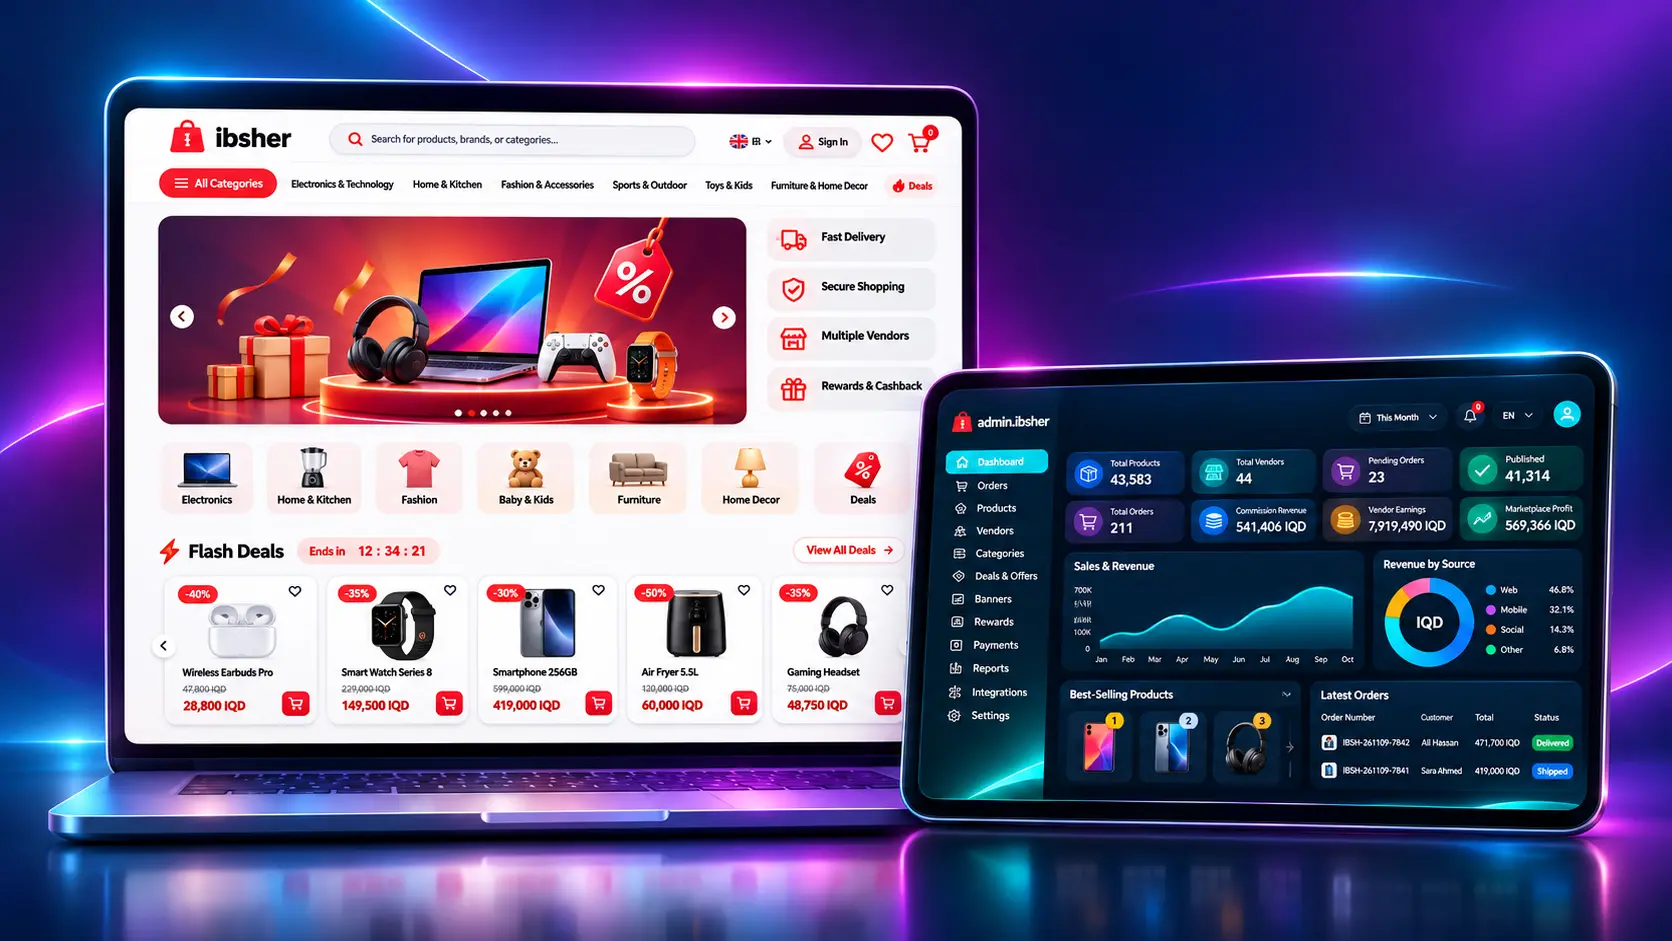 ibsher
Search for products, brands, or categories...
Sign In
0
All Categories
Electronics & Technology
Home & Kitchen
Fashion & Accessories
Sports & Outdoor
Toys & Kids
Furniture & Home Decor
Deals
%
Fast Delivery
Secure Shopping
Multiple Vendors
Rewards & Cashback
Electronics
Home & Kitchen
Fashion
Baby & Kids
Furniture
Home Decor
%
Deals
Flash Deals
Ends in 12 : 34 : 21
View All Deals
-40%
Wireless Earbuds Pro
47,800 IQD
28,800 IQD
-35%
Smart Watch Series 8
229,000 IQD
149,500 IQD
-30%
Smartphone 256GB
599,000 IQD
419,000 IQD
-50%
Air Fryer 5.5L
120,000 IQD
60,000 IQD
-35%
Gaming Headset
75,000 IQD
48,750 IQD
admin.ibsher
This Month
0
EN
Dashboard
Orders
Products
Vendors
Categories
Deals & Offers
Banners
Rewards
Payments
Reports
Integrations
Settings
Total Products
43,583
Total Vendors
44
Pending Orders
23
Published
41,314
Total Orders
211
Commission Revenue
541,406 IQD
Vendor Earnings
7,919,490 IQD
Marketplace Profit
569,366 IQD
Sales & Revenue
700K
100K
0
Jan Feb Mar Apr May Jun Jul Aug Sep Oct
Revenue by Source
IQD
Web 46.8%
Mobile 32.1%
Social 14.3%
Other 6.8%
Best-Selling Products
1
2
3
Latest Orders
Order Number Customer Total Status
IBSH-261109-7842 Ali Hassan 471,700 IQD Delivered
IBSH-261109-7841 Sara Ahmed 419,000 IQD Shipped